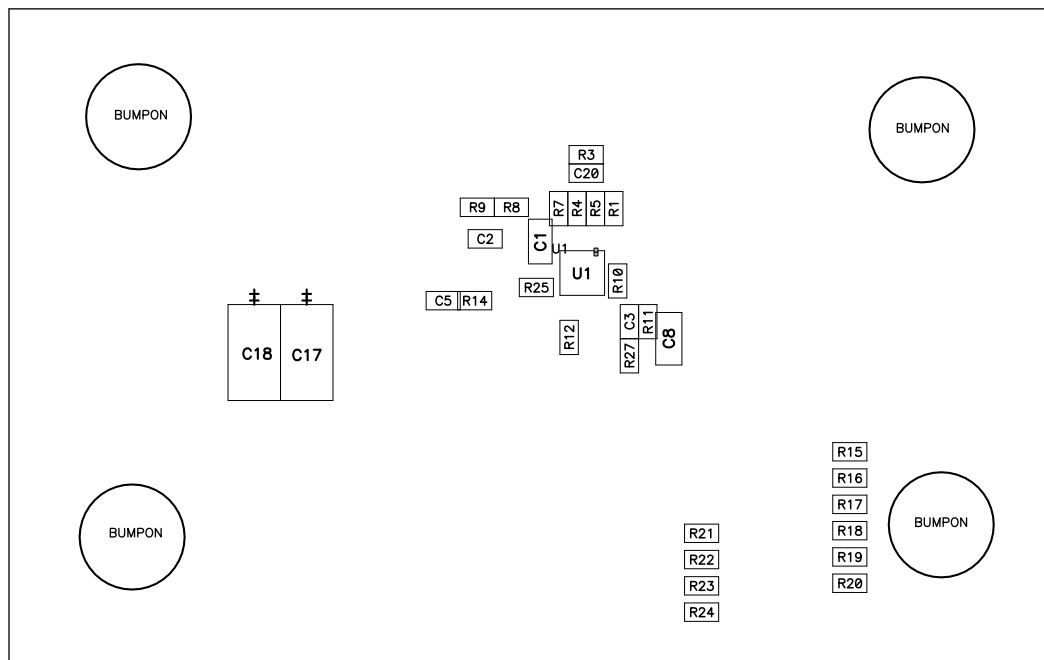 BUMPON
BUMPON
R3
C20
R9 R8 R7 R4 R5 R1
C2 C1 U1
U1 R10
R25
C5 R14
C3 R11
R12 C8
C18 C17 R27
R15
R16
R17
BUMPON
R18
R21
BUMPON
R19
R22
R20
R23
R24